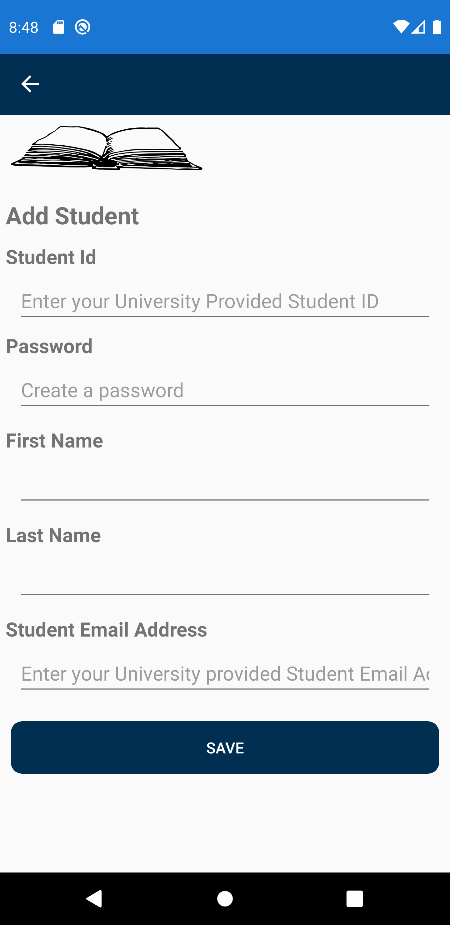 8:48
Add Student
Student Id
Enter your University Provided Student ID
Password
Create a password
First Name
Last Name
Student Email Address
Enter your University provided Student Email
SAVE